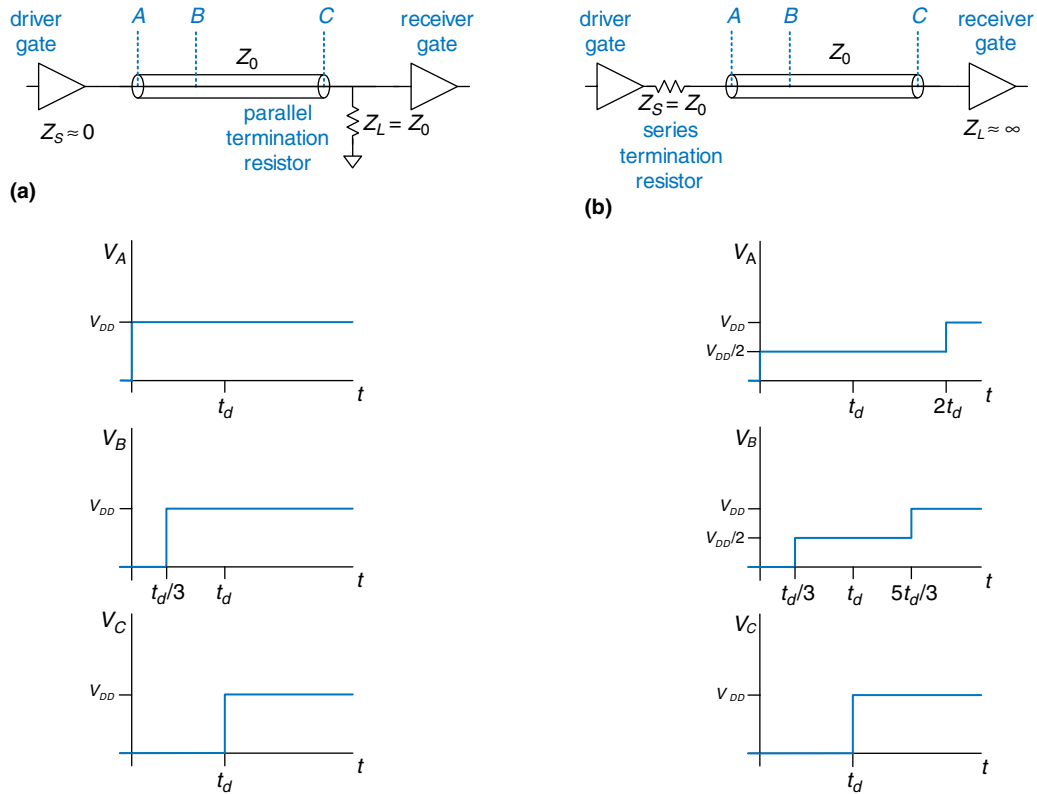 driver gate
A
B
C
receiver gate
Z0
ZS ≈ 0
parallel termination resistor
ZL = Z0
(a)
driver gate
A
B
C
receiver gate
Z0
ZS = Z0
series termination resistor
ZL ≈ ∞
(b)
VA
VDD
td
t
VB
VDD
td/3
td
t
VC
VDD
td
t
VA
VDD
VDD/2
td
2td
t
VB
VDD
VDD/2
td/3
td
5td/3
t
VC
VDD
td
t